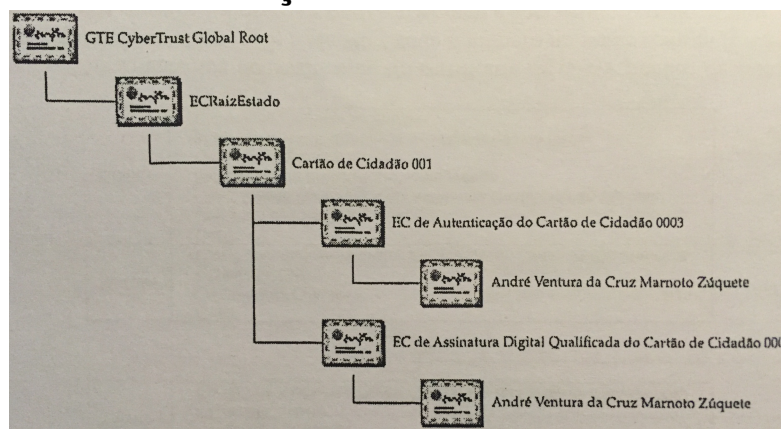 GTE CyberTrust Global Root
ECRaizEstado
Cartão de Cidadão 001
EC de Autenticação do Cartão de Cidadão 0003
André Ventura da Cruz Marnoto Zúquete
EC de Assinatura Digital Qualificada do Cartão de Cidadão
André Ventura da Cruz Marnoto Zúquete